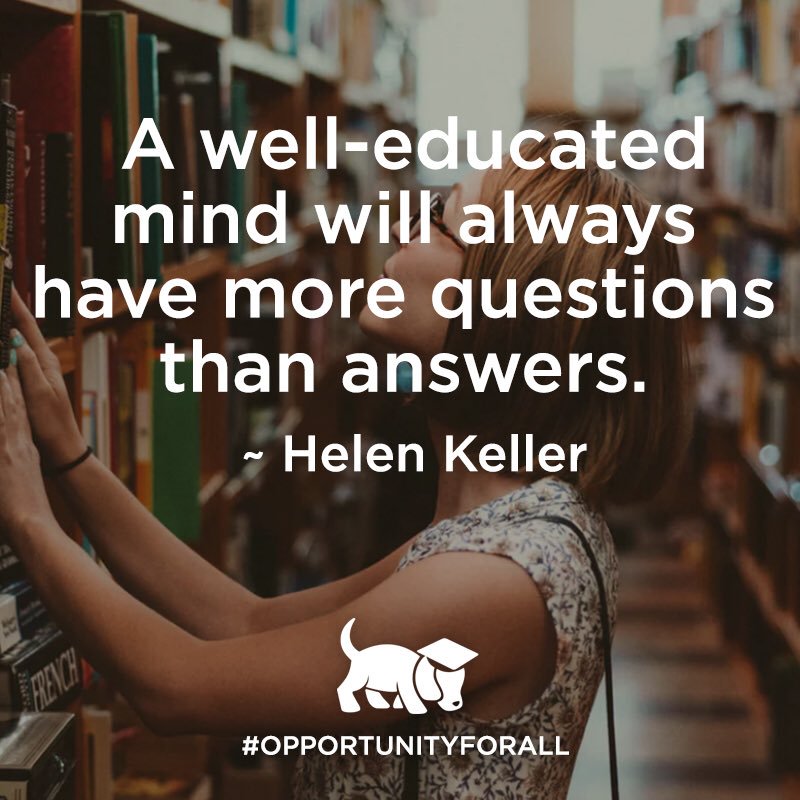 A well-educated
mind will always
have more questions
than answers.
~ Helen Keller
FRENCH
#OPPORTUNITYFORALL